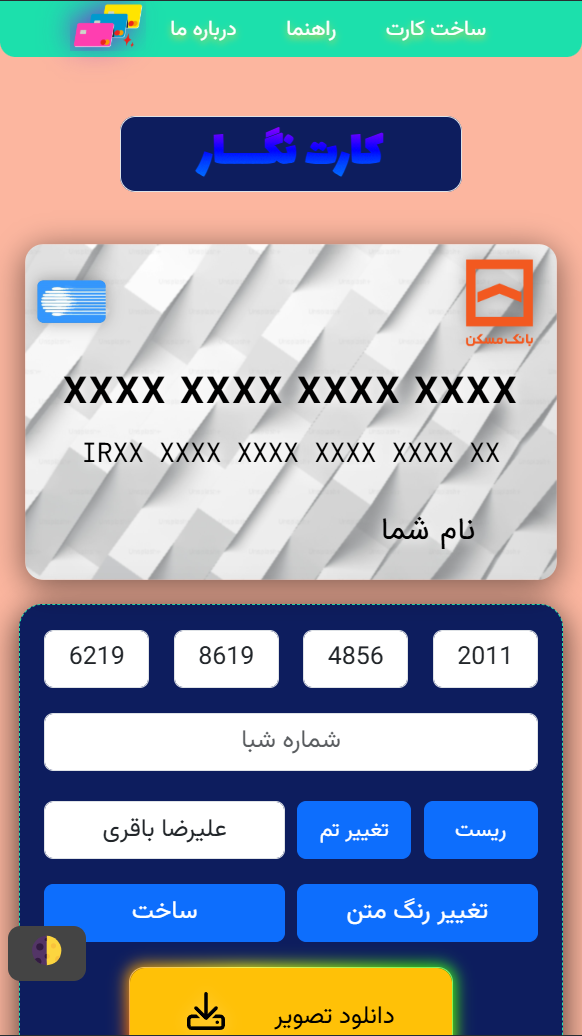 ساخت کارت راهنما درباره ما
کارت نگار
بانک مسکن
XXXX XXXX XXXX XXXX
IRXX XXXX XXXX XXXX XXXX XX
نام شما
6219 8619 4856 2011
شماره شبا
ریست تغییر تم علیرضا باقری
تغییر رنگ متن ساخت
دانلود تصویر